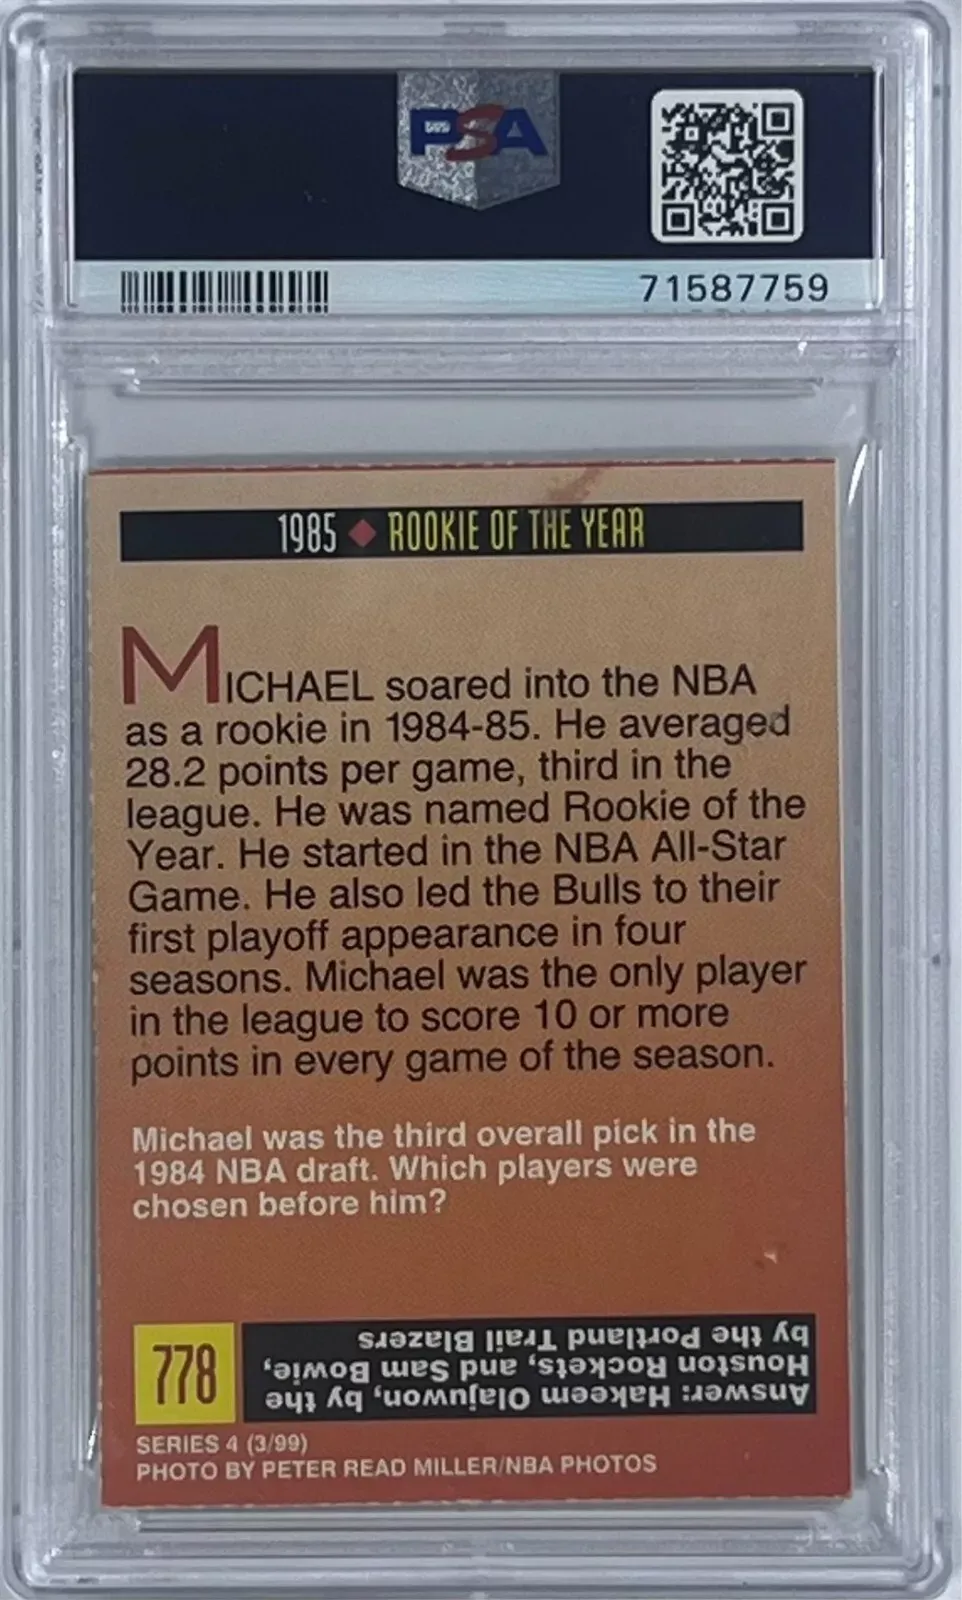 PSA
71587759
1985 ♦ ROOKIE OF THE YEAR
MICHAEL soared into the NBA
as a rookie in 1984-85. He averaged
28.2 points per game, third in the
league. He was named Rookie of the
Year. He started in the NBA All-Star
Game. He also led the Bulls to their
first playoff appearance in four
seasons. Michael was the only player
in the league to score 10 or more
points in every game of the season.
Michael was the third overall pick in the
1984 NBA draft. Which players were
chosen before him?
778
Answer: Hakeem Olajuwon, by the
Houston Rockets, and Sam Bowie,
by the Portland Trail Blazers
SERIES 4 (3/99)
PHOTO BY PETER READ MILLER/NBA PHOTOS